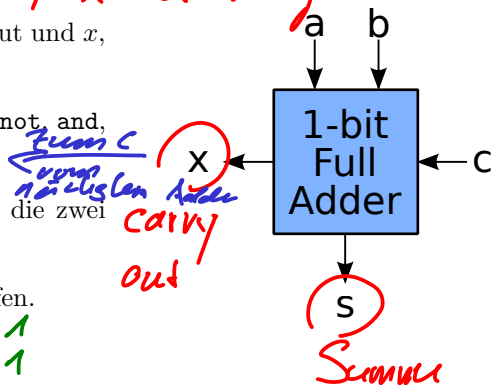 ut und x,
a b
not, and,
1-bit
Full
Adder
zum c
vom
nächsten Adder
x
c
die zwei
carry
out
s
fen.
1
1
Summe